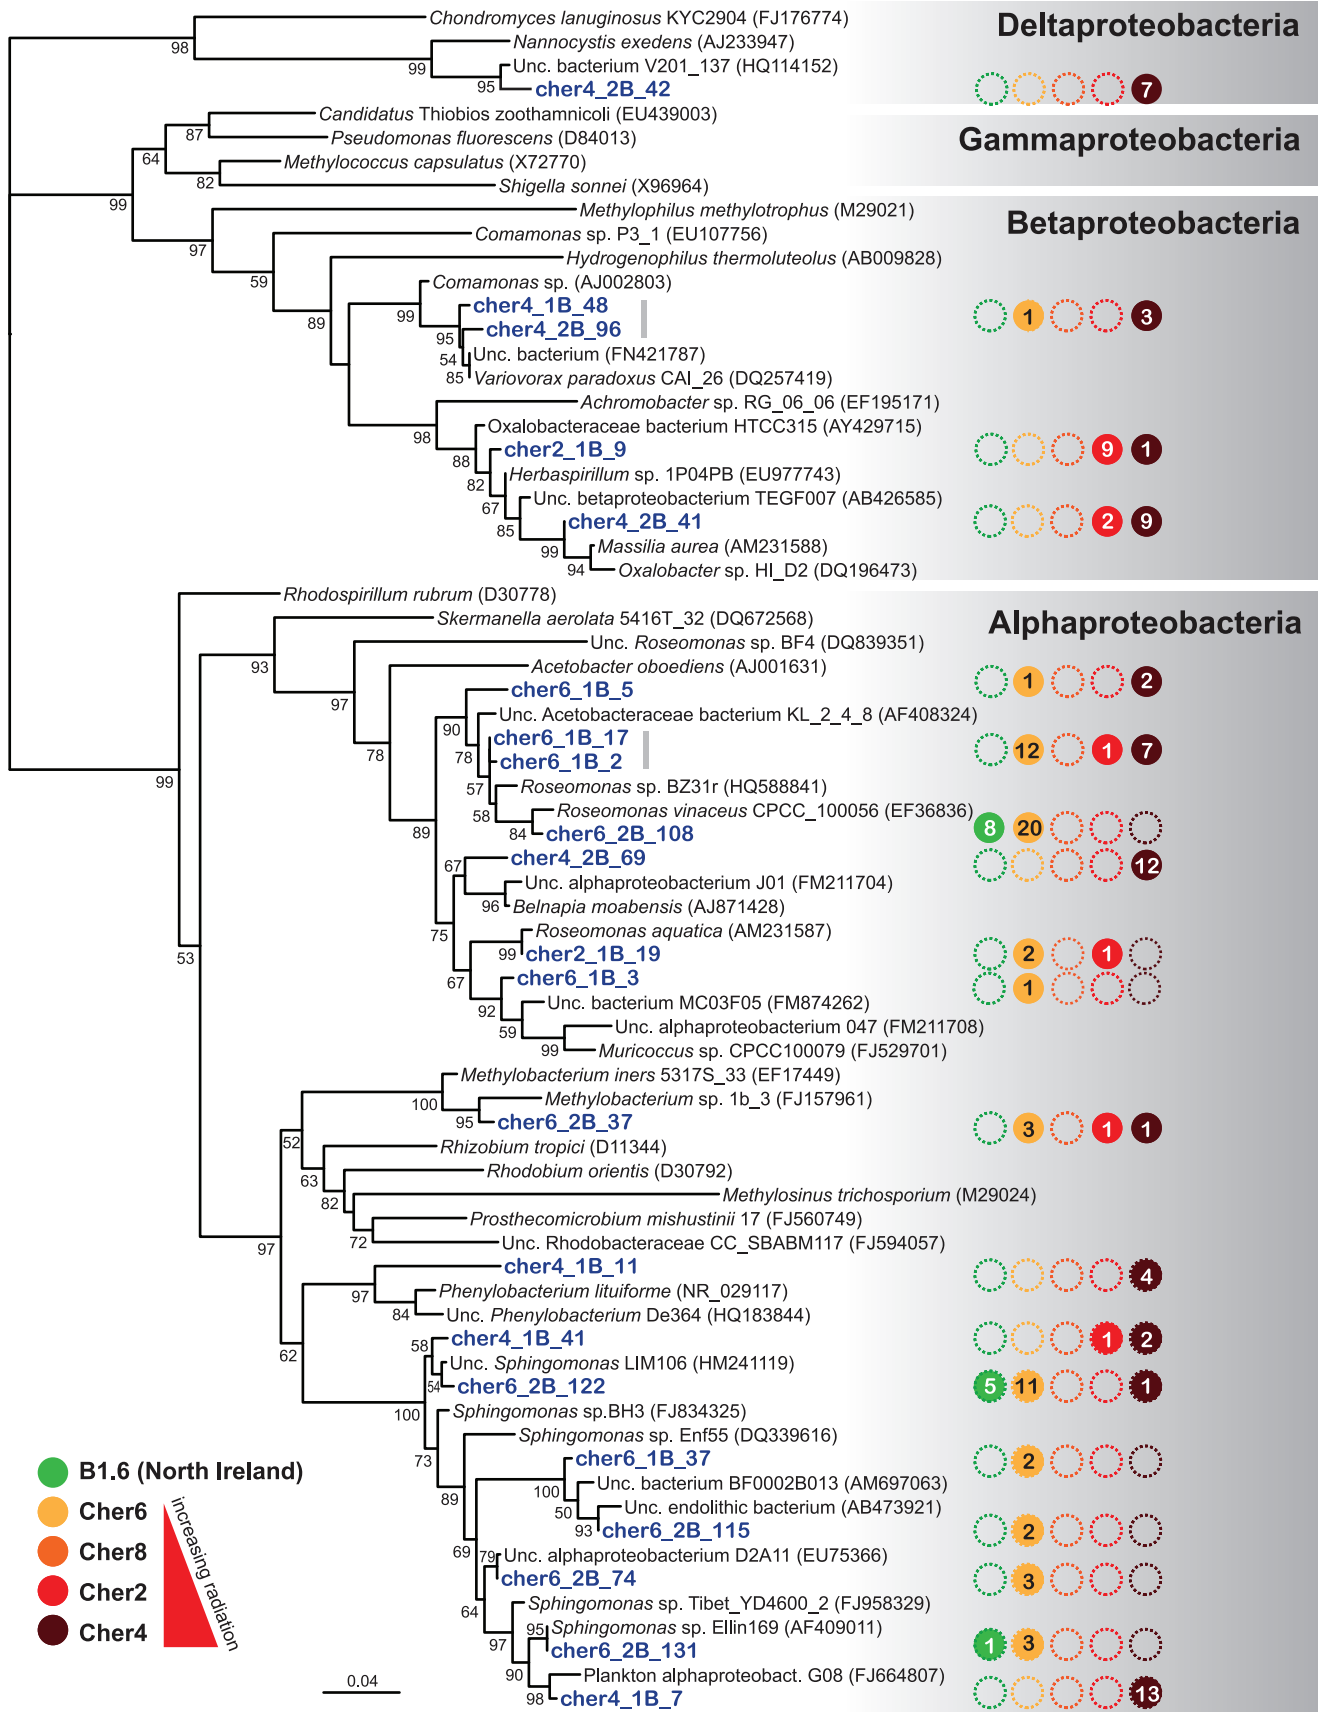 Chondromyces lanuginosus KYC2904 (FJ176774)
Deltaproteobacteria
98
Nannocystis exedens (AJ233947)
99
Unc. bacterium V201_137 (HQ114152)
95
cher4_2B_42
7
Candidatus Thiobios zoothamnicoli (EU439003)
87
Pseudomonas fluorescens (D84013)
Gammaproteobacteria
64
Methylococcus capsulatus (X72770)
82
Shigella sonnei (X96964)
99
Methylophilus methylotrophus (M29021)
Betaproteobacteria
97
Comamonas sp. P3_1 (EU107756)
59
Hydrogenophilus thermoluteolus (AB009828)
89
Comamonas sp. (AJ002803)
99
cher4_1B_48
1 3
cher4_2B_96
95
54
Unc. bacterium (FN421787)
85
Variovorax paradoxus CAI_26 (DQ257419)
Achromobacter sp. RG_06_06 (EF195171)
98
Oxalobacteraceae bacterium HTCC315 (AY429715)
88
cher2_1B_9
9 1
82
Herbaspirillum sp. 1P04PB (EU977743)
67
Unc. betaproteobacterium TEGF007 (AB426585)
85
cher4_2B_41
2 9
99
Massilia aurea (AM231588)
94
Oxalobacter sp. HI_D2 (DQ196473)
Rhodospirillum rubrum (D30778)
Alphaproteobacteria
Skermanella aerolata 5416T_32 (DQ672568)
93
Unc. Roseomonas sp. BF4 (DQ839351)
97
Acetobacter oboediens (AJ001631)
78
cher6_1B_5
1 2
90
Unc. Acetobacteraceae bacterium KL_2_4_8 (AF408324)
78
cher6_1B_17
12 1 7
cher6_1B_2
57
Roseomonas sp. BZ31r (HQ588841)
58
Roseomonas vinaceus CPCC_100056 (EF36836)
84
cher6_2B_108
8 20
99
89
67
cher4_2B_69
12
Unc. alphaproteobacterium J01 (FM211704)
96
Belnapia moabensis (AJ871428)
75
Roseomonas aquatica (AM231587)
99
cher2_1B_19
2 1
53
67
cher6_1B_3
1
92
Unc. bacterium MC03F05 (FM874262)
59
Unc. alphaproteobacterium 047 (FM211708)
99
Muricoccus sp. CPCC100079 (FJ529701)
Methylobacterium iners 5317S_33 (EF17449)
100
Methylobacterium sp. 1b_3 (FJ157961)
95
cher6_2B_37
3 1 1
52
Rhizobium tropici (D11344)
63
Rhodobium orientis (D30792)
82
Methylosinus trichosporium (M29024)
Prosthecomicrobium mishustinii 17 (FJ560749)
72
Unc. Rhodobacteraceae CC_SBABM117 (FJ594057)
97
cher4_1B_11
4
97
Phenylobacterium lituiforme (NR_029117)
84
Unc. Phenylobacterium De364 (HQ183844)
62
58
cher4_1B_41
1 2
Unc. Sphingomonas LIM106 (HM241119)
54
cher6_2B_122
5 11 1
100
Sphingomonas sp.BH3 (FJ834325)
73
Sphingomonas sp. Enf55 (DQ339616)
89
cher6_1B_37
2
100
Unc. bacterium BF0002B013 (AM697063)
50
Unc. endolithic bacterium (AB473921)
93
cher6_2B_115
2
69
79
Unc. alphaproteobacterium D2A11 (EU75366)
cher6_2B_74
3
64
Sphingomonas sp. Tibet_YD4600_2 (FJ958329)
97
95
Sphingomonas sp. Ellin169 (AF409011)
cher6_2B_131
1 3
90
Plankton alphaproteobact. G08 (FJ664807)
98
cher4_1B_7
13
B1.6 (North Ireland)
Cher6
Cher8
Cher2
Cher4
increasing radiation
0.04